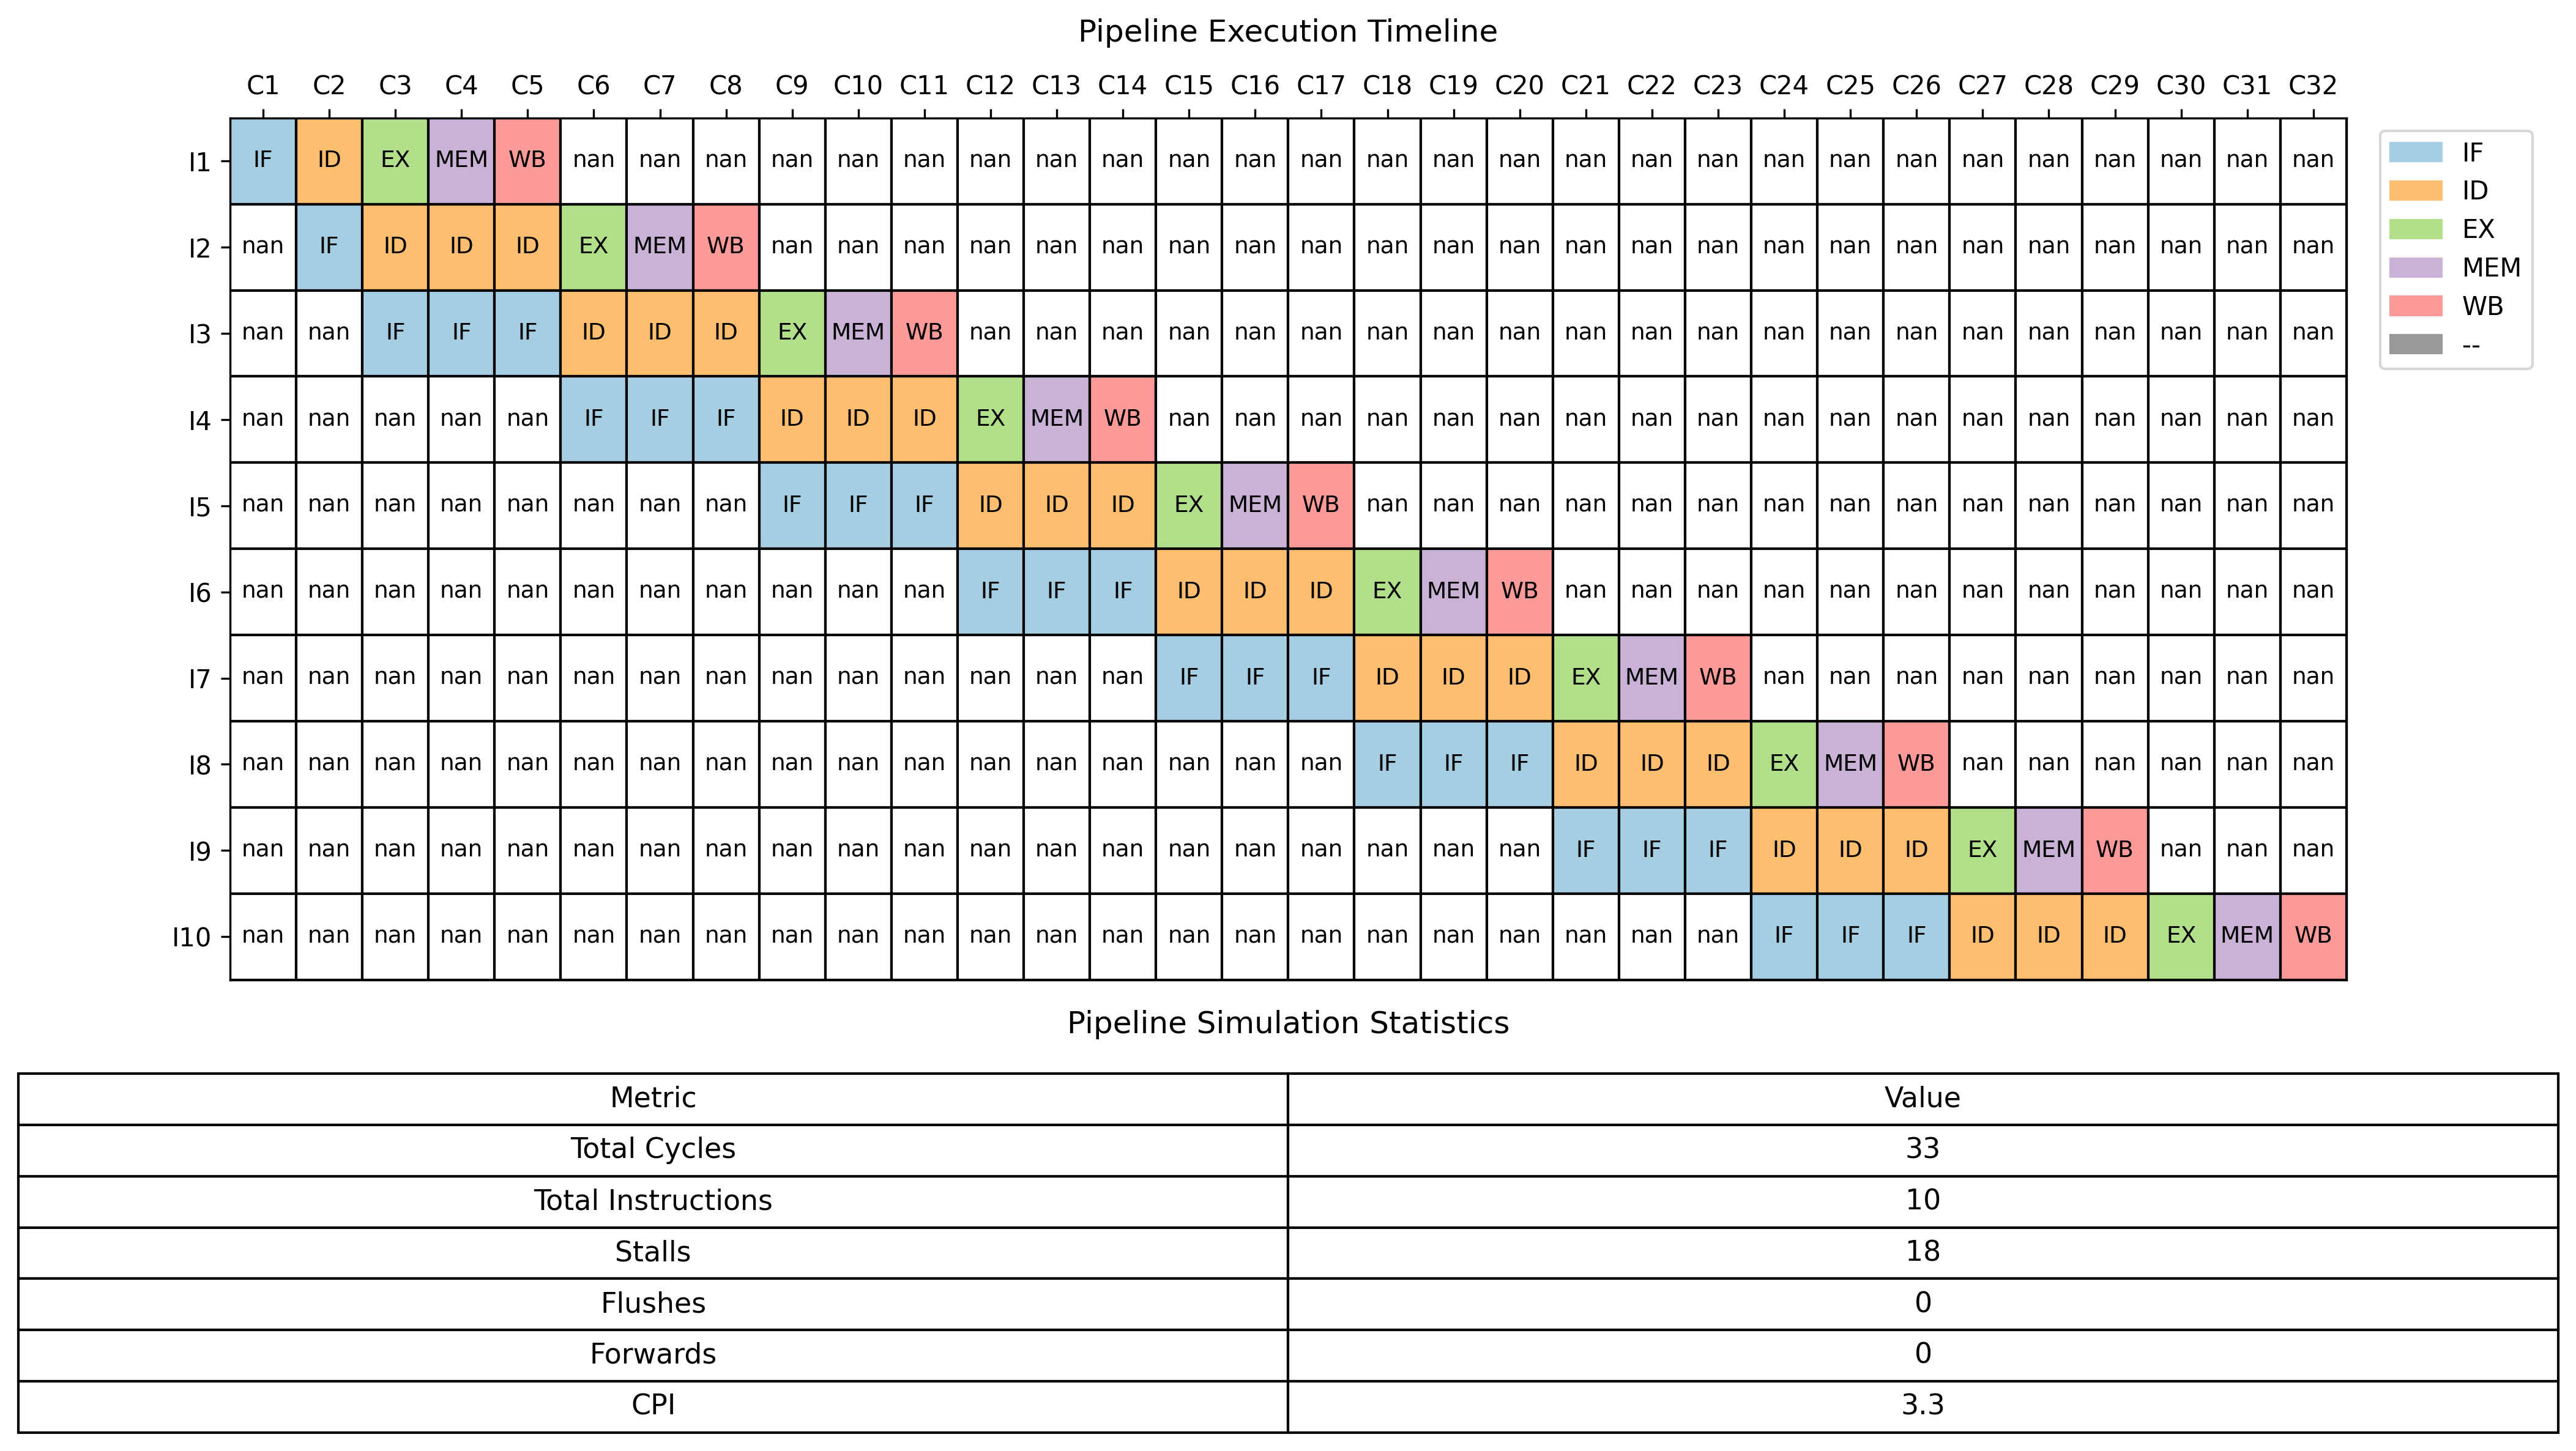 Pipeline Execution Timeline
C1 C2 C3 C4 C5 C6 C7 C8 C9 C10 C11 C12 C13 C14 C15 C16 C17 C18 C19 C20 C21 C22 C23 C24 C25 C26 C27 C28 C29 C30 C31 C32
I1 IF ID EX MEM WB nan nan nan nan nan nan nan nan nan nan nan nan nan nan nan nan nan nan nan nan nan nan nan nan nan nan nan
I2 nan IF ID ID ID EX MEM WB nan nan nan nan nan nan nan nan nan nan nan nan nan nan nan nan nan nan nan nan nan nan nan nan
I3 nan nan IF IF IF ID ID ID EX MEM WB nan nan nan nan nan nan nan nan nan nan nan nan nan nan nan nan nan nan nan nan nan
I4 nan nan nan nan nan IF IF IF ID ID ID EX MEM WB nan nan nan nan nan nan nan nan nan nan nan nan nan nan nan nan nan nan
I5 nan nan nan nan nan nan nan nan IF IF IF ID ID ID EX MEM WB nan nan nan nan nan nan nan nan nan nan nan nan nan nan nan
I6 nan nan nan nan nan nan nan nan nan nan nan IF IF IF ID ID ID EX MEM WB nan nan nan nan nan nan nan nan nan nan nan nan
I7 nan nan nan nan nan nan nan nan nan nan nan nan nan nan IF IF IF ID ID ID EX MEM WB nan nan nan nan nan nan nan nan nan
I8 nan nan nan nan nan nan nan nan nan nan nan nan nan nan nan nan nan IF IF IF ID ID ID EX MEM WB nan nan nan nan nan nan
I9 nan nan nan nan nan nan nan nan nan nan nan nan nan nan nan nan nan nan nan nan IF IF IF ID ID ID EX MEM WB nan nan nan
I10 nan nan nan nan nan nan nan nan nan nan nan nan nan nan nan nan nan nan nan nan nan nan nan IF IF IF ID ID ID EX MEM WB
IF
ID
EX
MEM
WB
--
Pipeline Simulation Statistics
Metric Value
Total Cycles 33
Total Instructions 10
Stalls 18
Flushes 0
Forwards 0
CPI 3.3